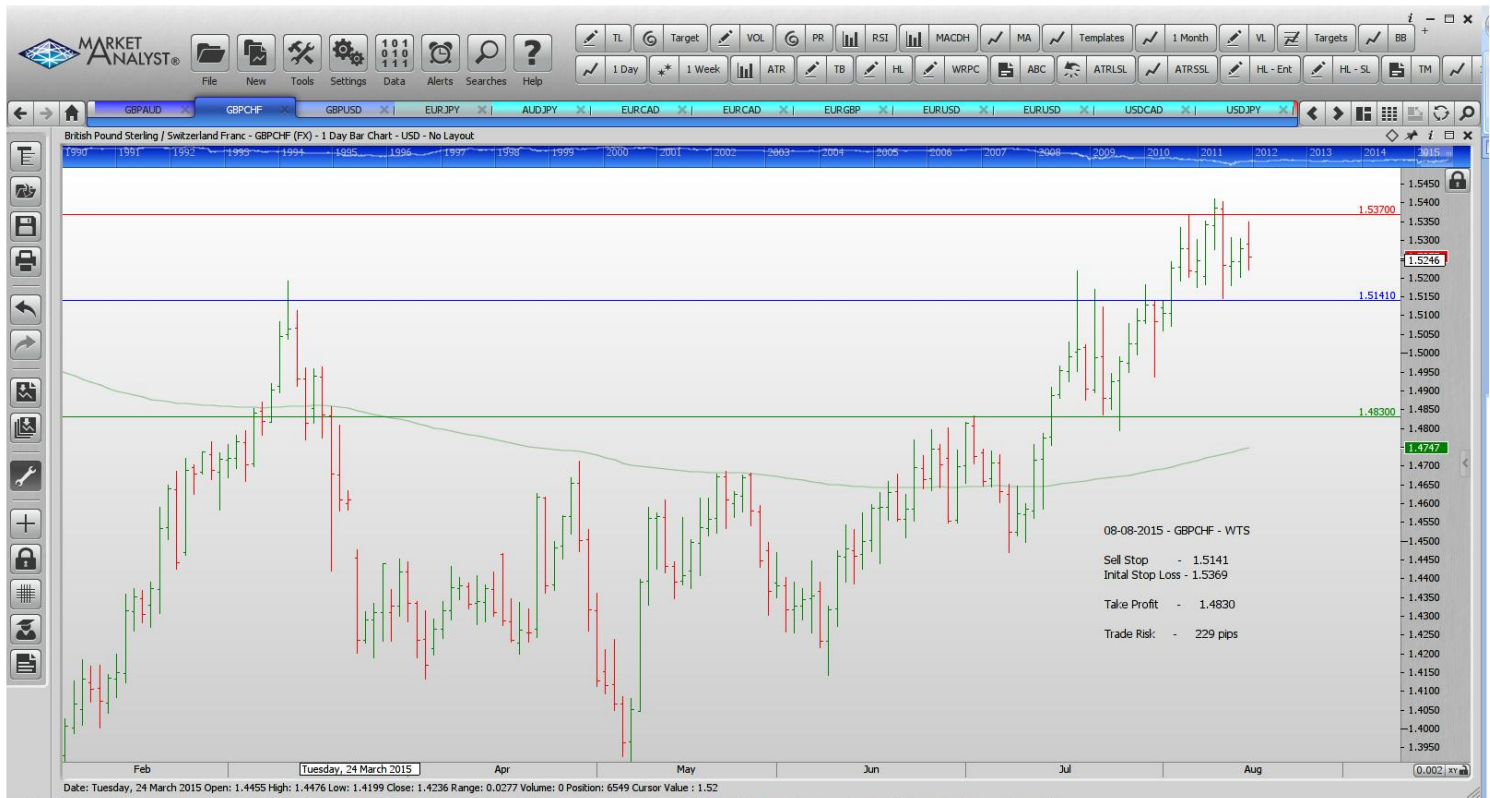 i
MARKET
ANALYST®
File New Tools Settings Data Alerts Searches Help
TL Target VOL PR RSI MACDH MA Templates 1 Month VL Targets BB
1 Day 1 Week ATR TB HL WRPC ABC ATRLSL ATRSSL HL - Ent HL - SL TM
GBPAUD GBPCHF GBPUSD EURJPY AUDJPY EURCAD EURCAD EURGBP EURUSD EURUSD USDCAD USDJPY
British Pound Sterling / Switzerland Franc - GBPCHF (FX) - 1 Day Bar Chart - USD - No Layout
1990 1991 1992 1993 1994 1995 1996 1997 1998 1999 2000 2001 2002 2003 2004 2005 2006 2007 2008 2009 2010 2011 2012 2013 2014 2015
1.5450
1.5400
1.53700
1.5350
1.5300
1.5246
1.5200
1.51410
1.5150
1.5100
1.5050
1.5000
1.4950
1.4900
1.4850
1.48300
1.4800
1.4747
1.4700
1.4650
1.4600
1.4550
1.4500
1.4450
1.4400
1.4350
1.4300
1.4250
1.4200
1.4150
1.4100
1.4050
1.4000
1.3950
08-08-2015 - GBPCHF - WTS
Sell Stop - 1.5141
Inital Stop Loss - 1.5369
Take Profit - 1.4830
Trade Risk - 229 pips
Feb Tuesday, 24 March 2015 Apr May Jun Jul Aug 0.002 XY
Date: Tuesday, 24 March 2015 Open: 1.4455 High: 1.4476 Low: 1.4199 Close: 1.4236 Range: 0.0277 Volume: 0 Position: 6549 Cursor Value : 1.52